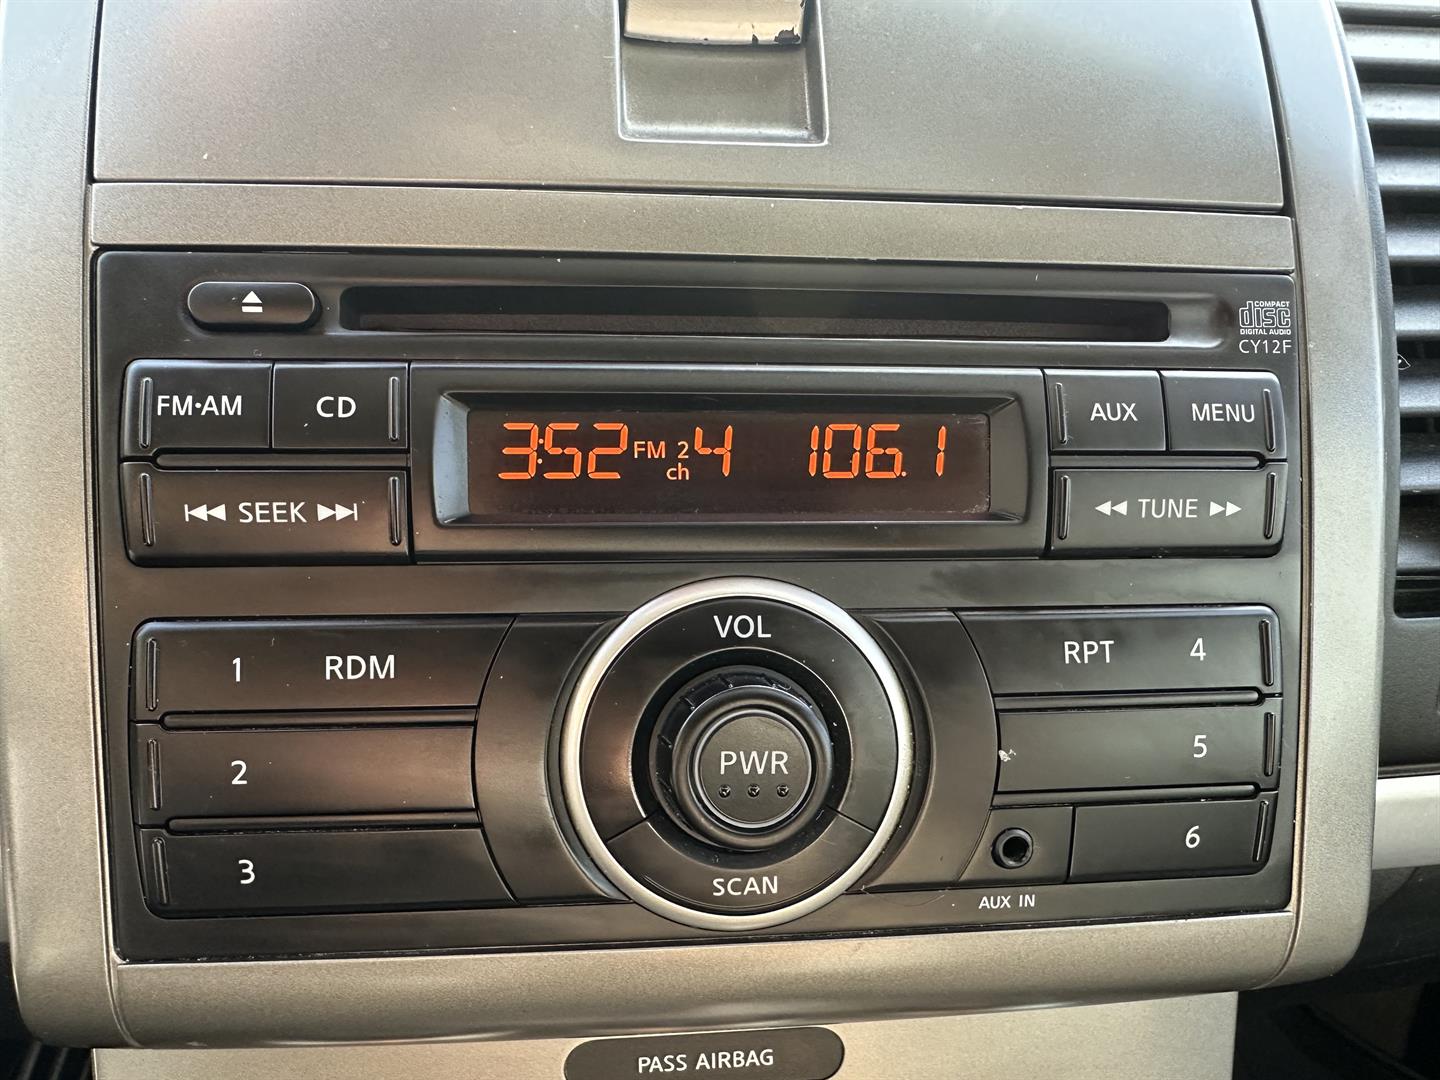 COMPACT
disc
DIGITAL AUDIO
CY12F
FM•AM
CD
3:52 FM 2 ch 4 106.1
AUX
MENU
SEEK
TUNE
VOL
1 RDM
RPT 4
2
PWR
5
3
SCAN
6
AUX IN
PASS AIRBAG